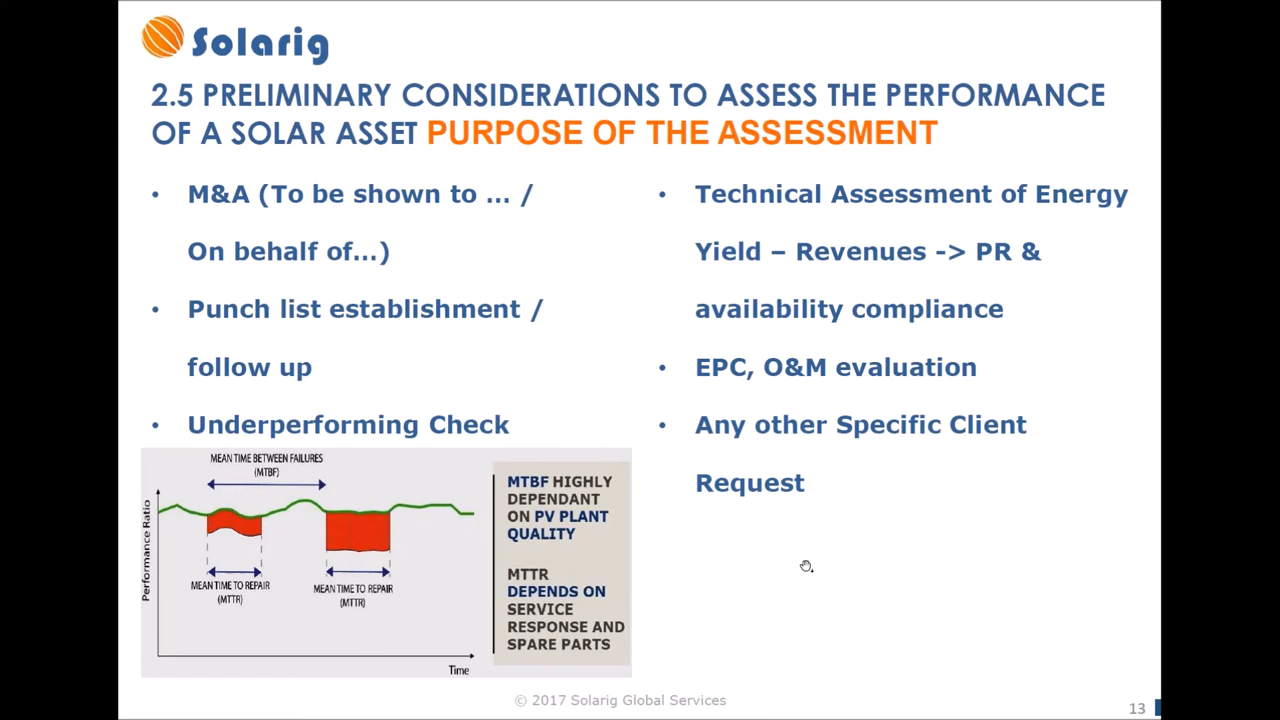 Solarig
2.5 PRELIMINARY CONSIDERATIONS TO ASSESS THE PERFORMANCE
OF A SOLAR ASSET PURPOSE OF THE ASSESSMENT
• M&A (To be shown to ... /
On behalf of...)
• Punch list establishment /
follow up
• Underperforming Check
• Technical Assessment of Energy
Yield – Revenues -> PR &
availability compliance
• EPC, O&M evaluation
• Any other Specific Client
Request
MEAN TIME BETWEEN FAILURES
(MTBF)
Performance Ratio
MEAN TIME TO REPAIR
(MTTR)
MEAN TIME TO REPAIR
(MTTR)
Time
MTBF HIGHLY
DEPENDANT
ON PV PLANT
QUALITY
MTTR
DEPENDS ON
SERVICE
RESPONSE AND
SPARE PARTS
© 2017 Solarig Global Services
13